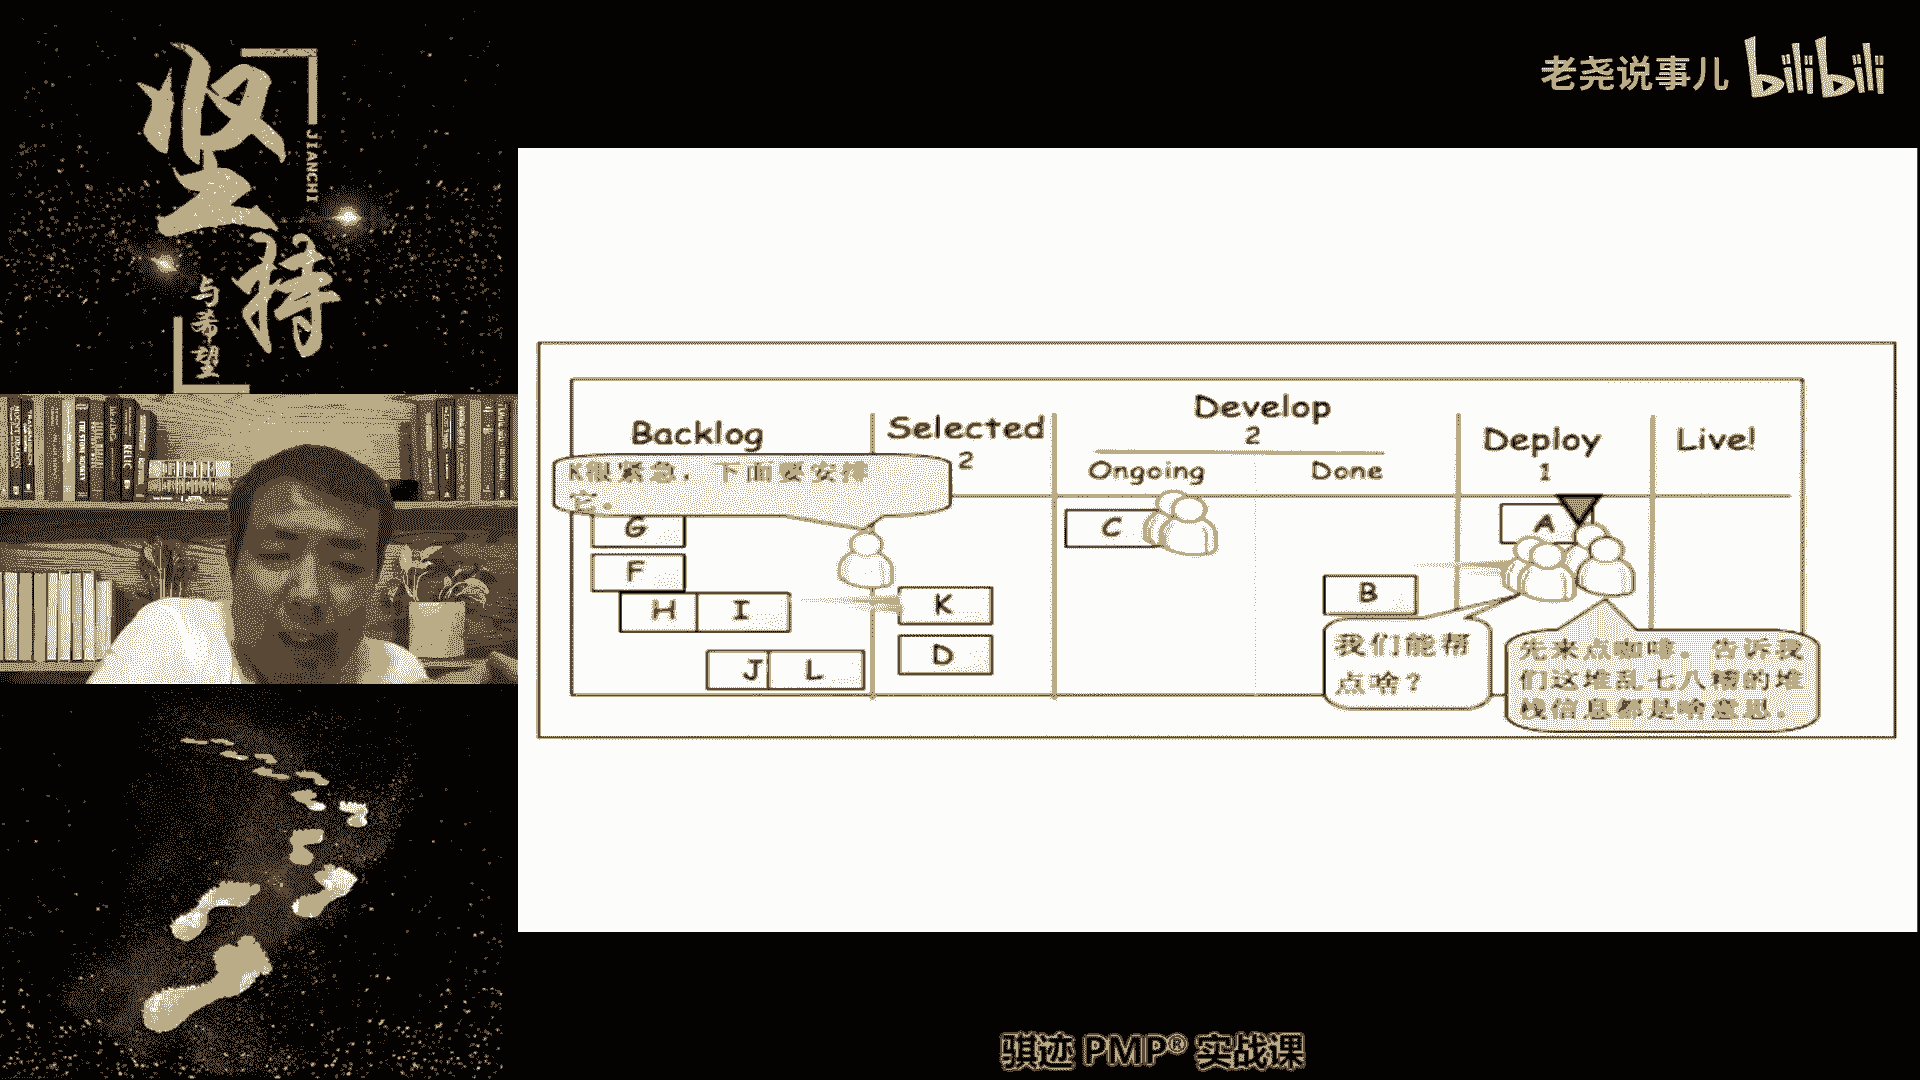 坚持
JIANCHI
与希望
老尧说事儿 bilibili
Backlog
Selected
2
Develop
2
Ongoing
Done
Deploy
1
Live!
K很紧急，下面要安排
它。
G
F
H I
J L
K
D
C
B
A
我们能帮
点啥？
先来点咖啡。告诉我
们这堆乱七八糟的堆
栈信息都是啥意思。
骐迹 PMP® 实战课